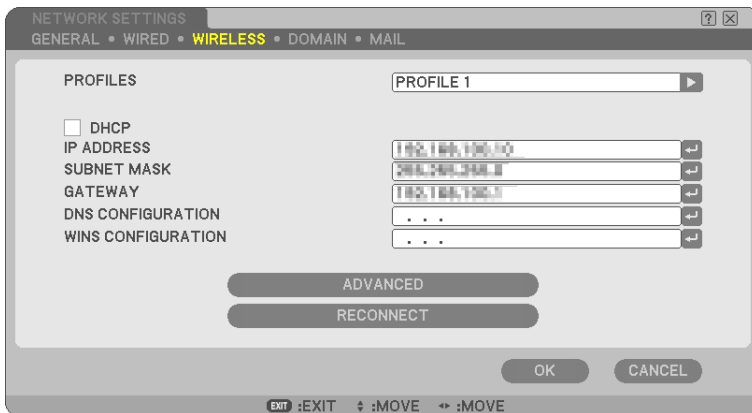 NETWORK SETTINGS
GENERAL • WIRED • WIRELESS • DOMAIN • MAIL
PROFILES PROFILE 1
DHCP
IP ADDRESS
SUBNET MASK
GATEWAY
DNS CONFIGURATION . . .
WINS CONFIGURATION . . .
ADVANCED
RECONNECT
OK CANCEL
EXIT :EXIT :MOVE :MOVE